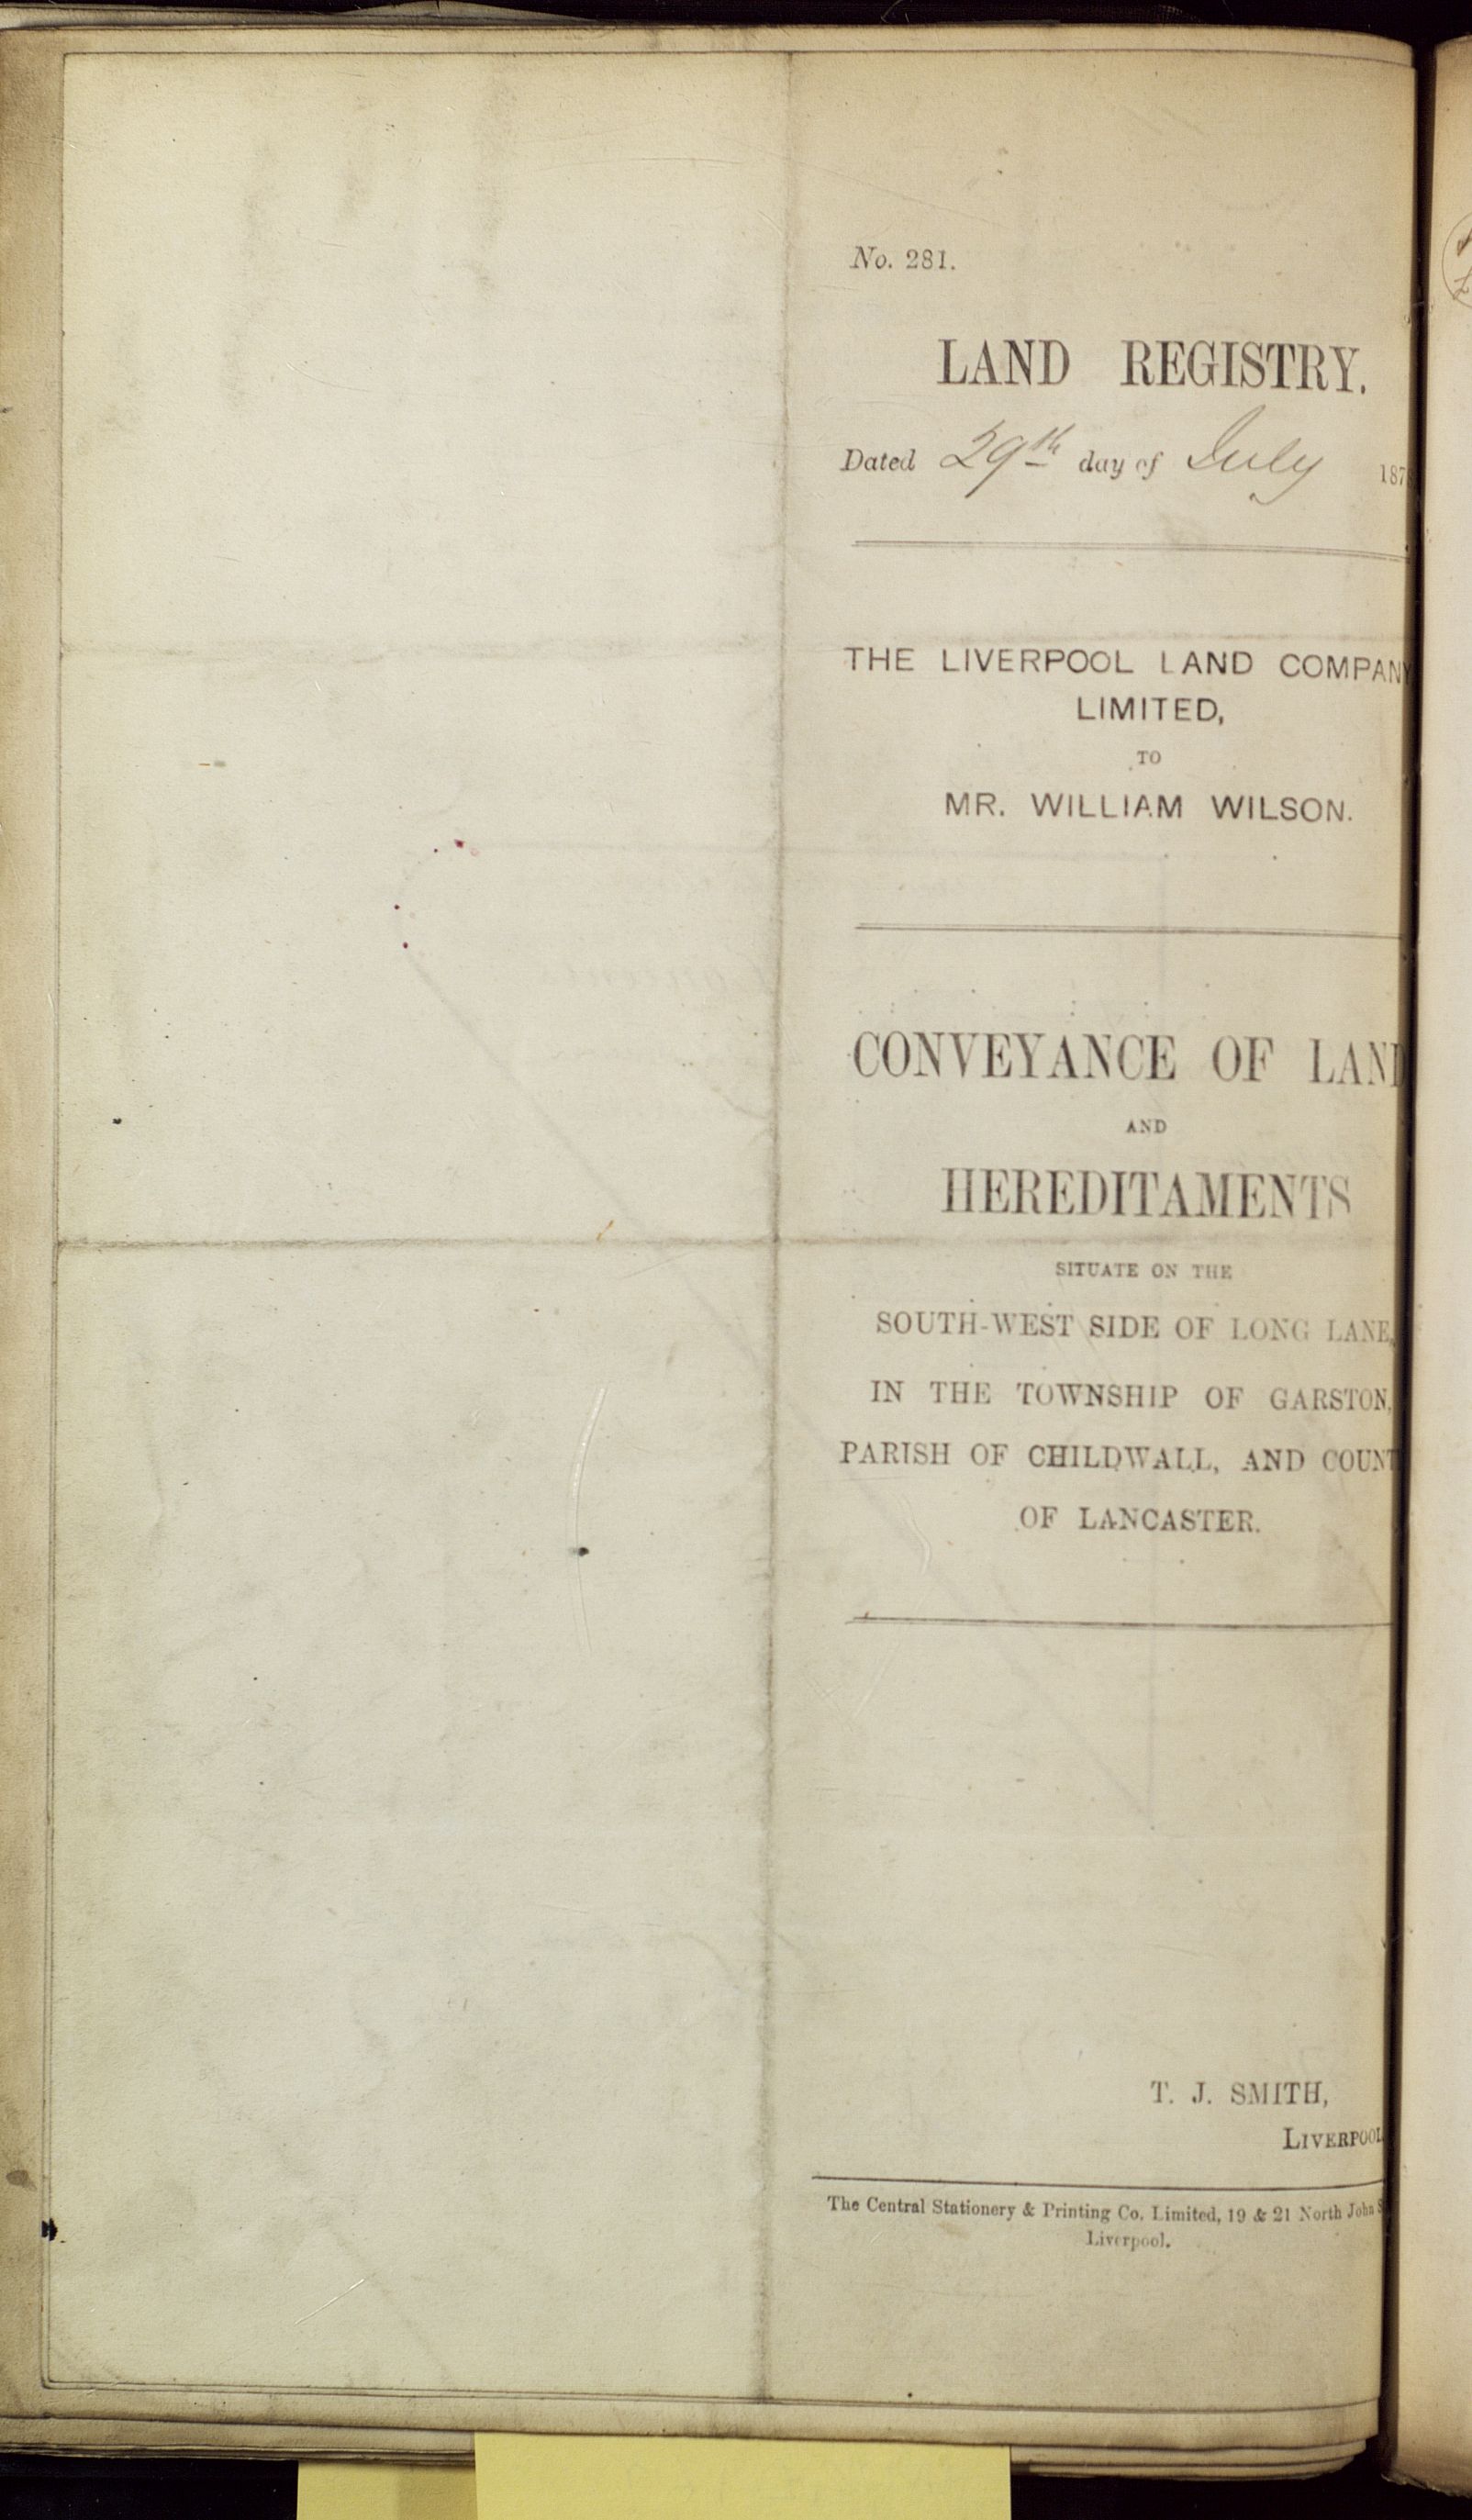 No. 281.
LAND REGISTRY.
Dated 29th day of July 187
THE LIVERPOOL LAND COMPANY
LIMITED,
TO
MR. WILLIAM WILSON.
CONVEYANCE OF LAND
AND
HEREDITAMENTS
SITUATE ON THE
SOUTH-WEST SIDE OF LONG LANE,
IN THE TOWNSHIP OF GARSTON,
PARISH OF CHILDWALL, AND COUNT
OF LANCASTER.
T. J. SMITH,
LIVERPOOL
The Central Stationery & Printing Co. Limited, 19 & 21 North John S
Liverpool.